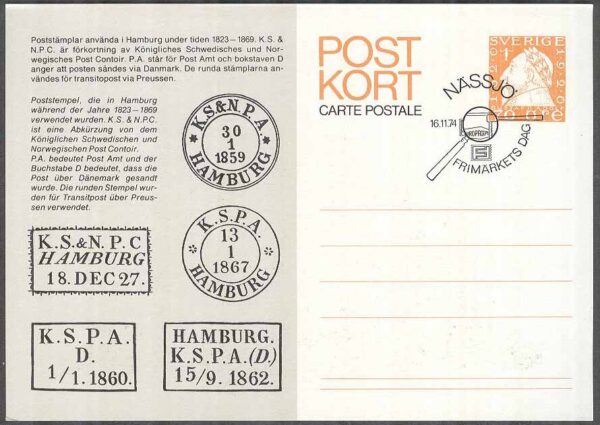 Poststämplar använda i Hamburg under tiden 1823—1869. K.S. &
N.P.C. är förkortning av Königliches Schwedisches und Nor-
wegisches Post Contoir. P.A. står för Post Amt och bokstaven D
anger att posten sändes via Danmark. De runda stämplarna an-
vändes för transitopost via Preussen.
Poststempel, die in Hamburg
während der Jahre 1823—1869
verwendet wurden. K.S. & N.P.C.
ist eine Abkürzung von dem
Königlichen Schwedischen und
Norwegischen Post Contoir.
P.A. bedeutet Post Amt und der
Buchstabe D bedeutet, dass die
Post über Dänemark gesandt
wurde. Die runden Stempel wur-
den für Transitpost über Preus-
sen verwendet.
K.S.&N.P.A.
30
1
1859
HAMBURG
K.S.P.A.
13
1
1867
HAMBURG
K.S.&N.P.C
HAMBURG
18.DEC 27.
K.S.P.A.
D.
1/1.1860.
HAMBURG.
K.S.P.A.(D.)
15/9. 1862.
POST
KORT
CARTE POSTALE
SVERIGE
NÄSSJÖ
16.11.74
FRIMÄRKETS DAG